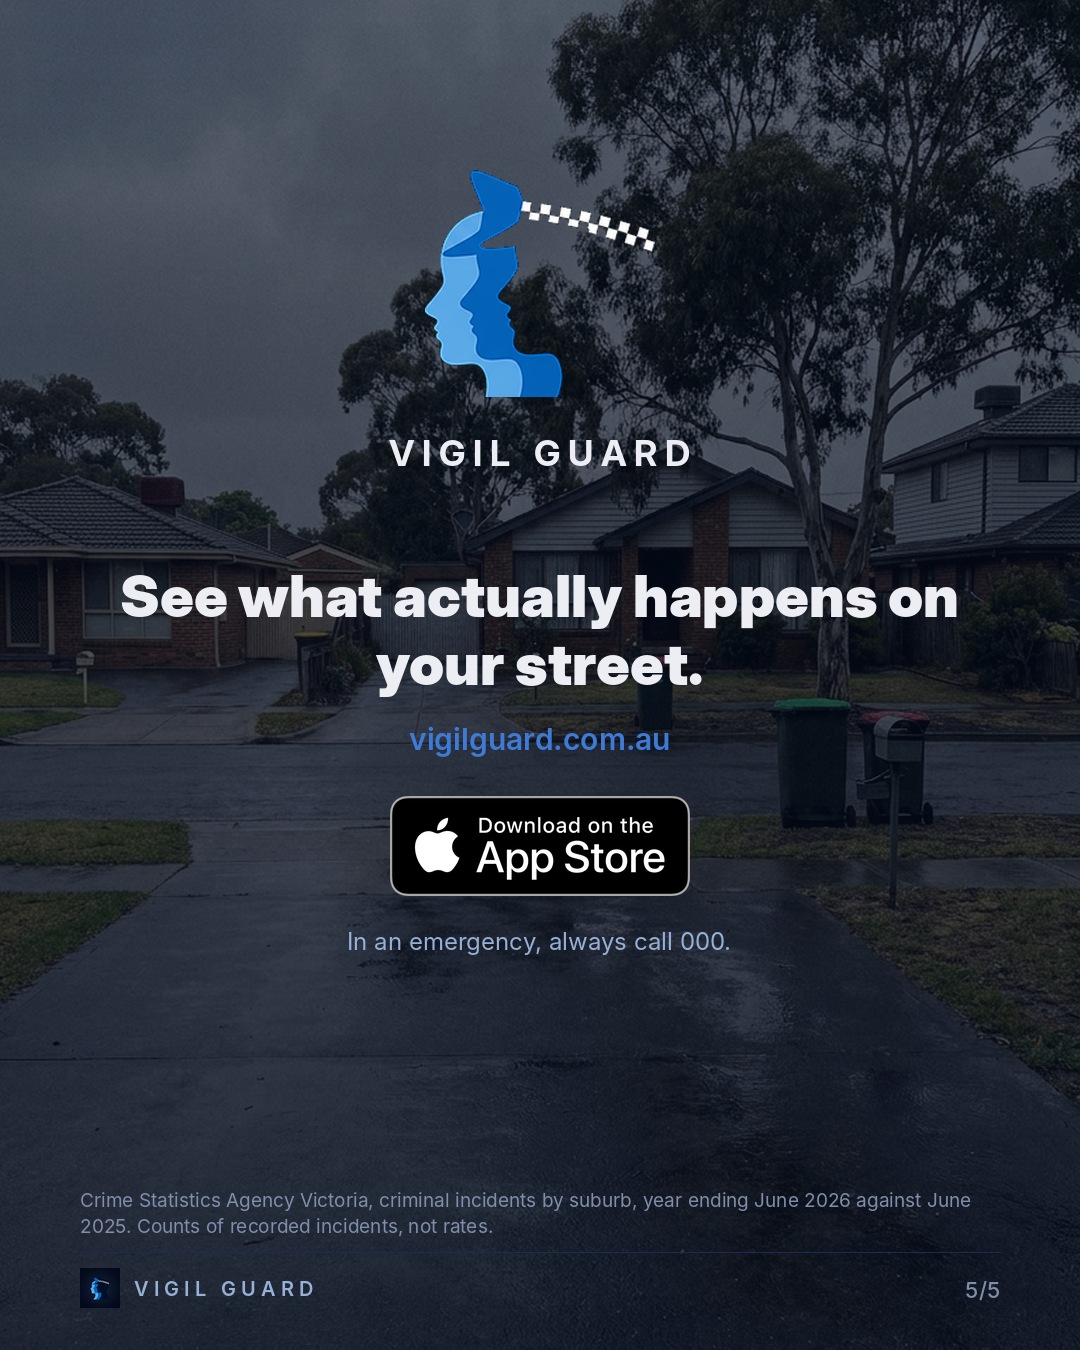 VIGIL GUARD
See what actually happens on
your street.
vigilguard.com.au
Download on the
App Store
In an emergency, always call 000.
Crime Statistics Agency Victoria, criminal incidents by suburb, year ending June 2026 against June
2025. Counts of recorded incidents, not rates.
VIGIL GUARD
5/5